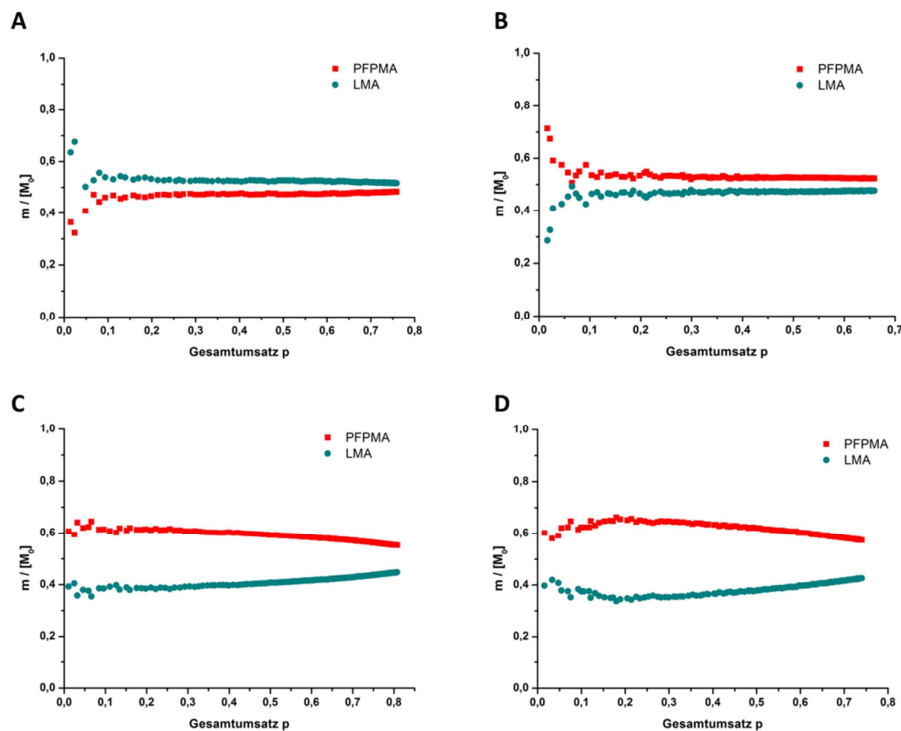 A
m / [M₀]
1,0
0,8
0,6
0,4
0,2
0,0
PFPMA
LMA
0,0 0,1 0,2 0,3 0,4 0,5 0,6 0,7 0,8
Gesamtumsatz p
B
m / [M₀]
1,0
0,8
0,6
0,4
0,2
0,0
PFPMA
LMA
0,0 0,1 0,2 0,3 0,4 0,5 0,6 0,7
Gesamtumsatz p
C
m / [M₀]
1,0
0,8
0,6
0,4
0,2
0,0
PFPMA
LMA
0,0 0,1 0,2 0,3 0,4 0,5 0,6 0,7 0,8
Gesamtumsatz p
D
m / [M₀]
1,0
0,8
0,6
0,4
0,2
0,0
PFPMA
LMA
0,0 0,1 0,2 0,3 0,4 0,5 0,6 0,7 0,8
Gesamtumsatz p